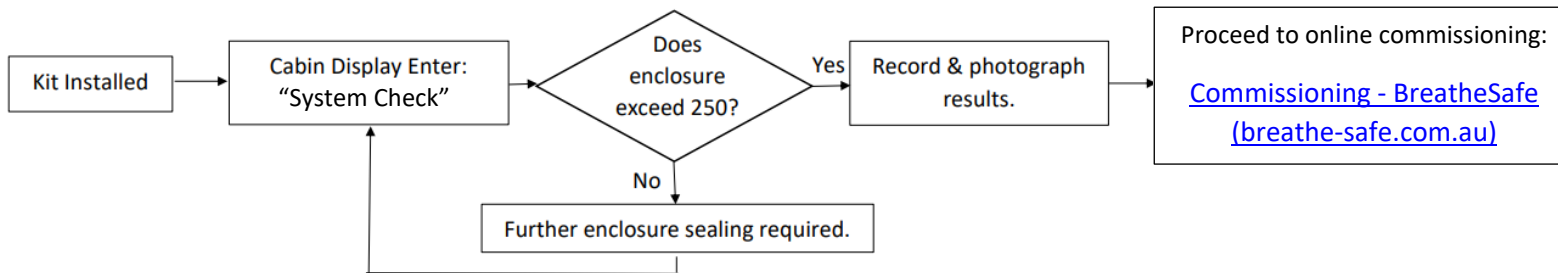 Kit Installed
Cabin Display Enter:
“System Check”
Does
enclosure
exceed 250?
Yes
Record & photograph
results.
Proceed to online commissioning:
Commissioning - BreatheSafe
(breathe-safe.com.au)
No
Further enclosure sealing required.